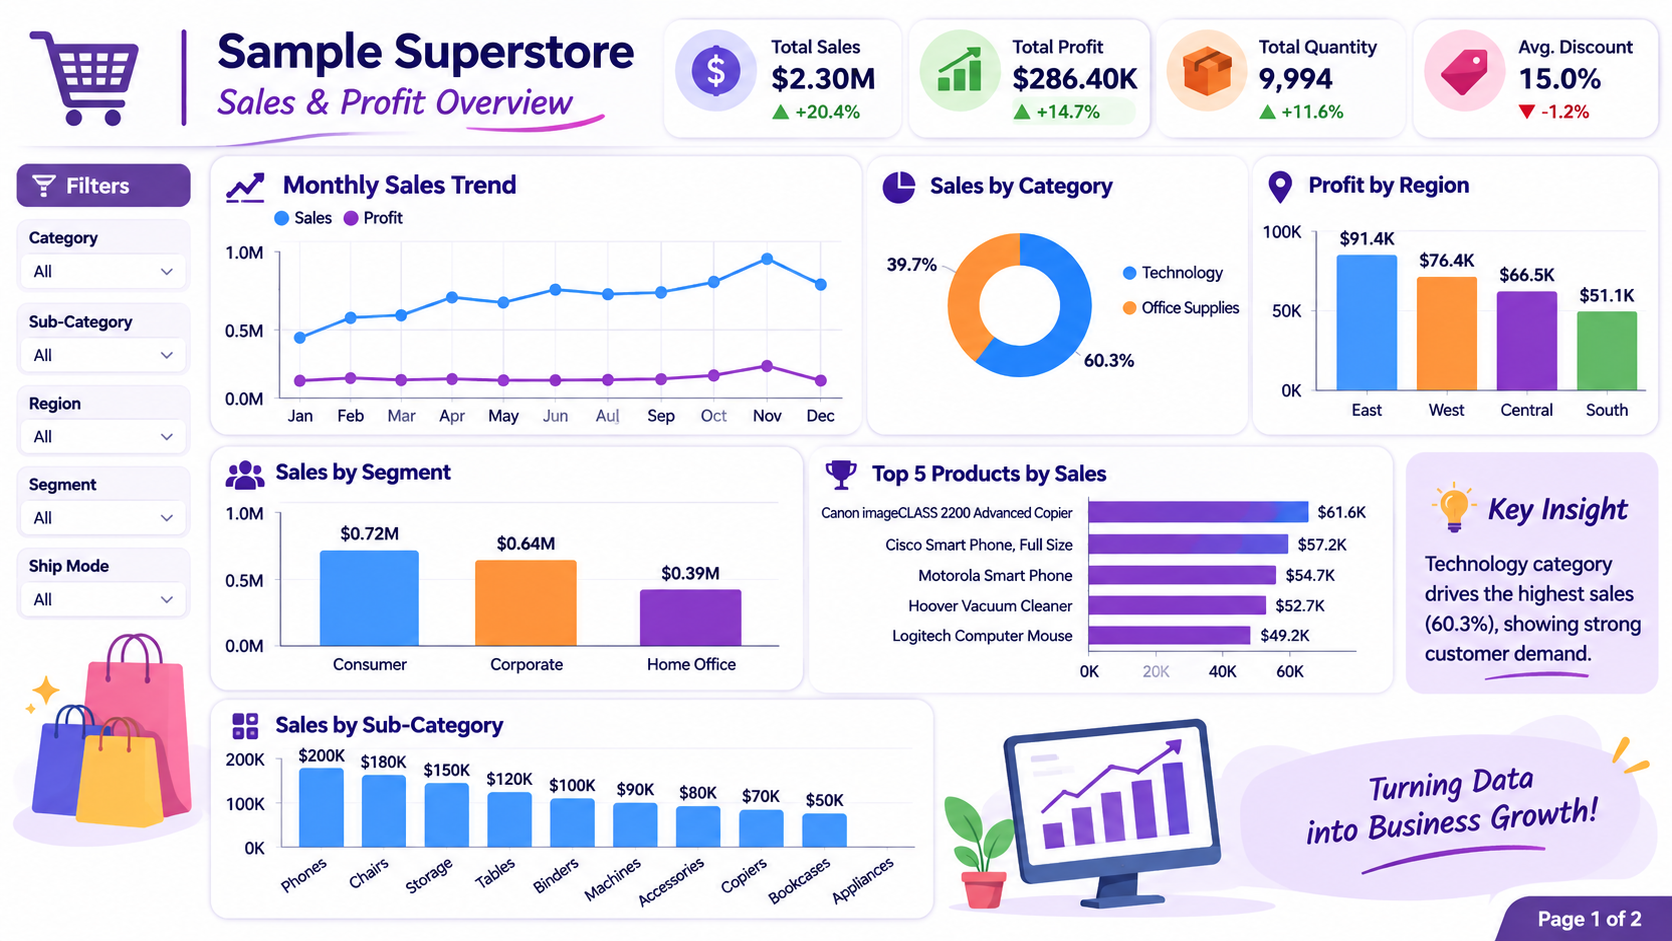 Sample Superstore
Sales & Profit Overview
Total Sales
$2.30M
▲ +20.4%
Total Profit
$286.40K
▲ +14.7%
Total Quantity
9,994
▲ +11.6%
Avg. Discount
15.0%
▼ -1.2%
Filters
Category
All
Sub-Category
All
Region
All
Segment
All
Ship Mode
All
Monthly Sales Trend
Sales Profit
1.0M
0.5M
0.0M
Jan Feb Mar Apr May Jun Aul Sep Oct Nov Dec
Sales by Category
39.7%
60.3%
Technology
Office Supplies
Profit by Region
100K
50K
0K
$91.4K
$76.4K
$66.5K
$51.1K
East West Central South
Sales by Segment
1.0M
0.5M
0.0M
$0.72M
$0.64M
$0.39M
Consumer Corporate Home Office
Top 5 Products by Sales
Canon imageCLASS 2200 Advanced Copier $61.6K
Cisco Smart Phone, Full Size $57.2K
Motorola Smart Phone $54.7K
Hoover Vacuum Cleaner $52.7K
Logitech Computer Mouse $49.2K
0K 20K 40K 60K
Key Insight
Technology category
drives the highest sales
(60.3%), showing strong
customer demand.
Sales by Sub-Category
200K
100K
0K
$200K $180K $150K $120K $100K $90K $80K $70K $50K
Phones Chairs Storage Tables Binders Machines Accessories Copiers Bookcases Appliances
Turning Data
into Business Growth!
Page 1 of 2